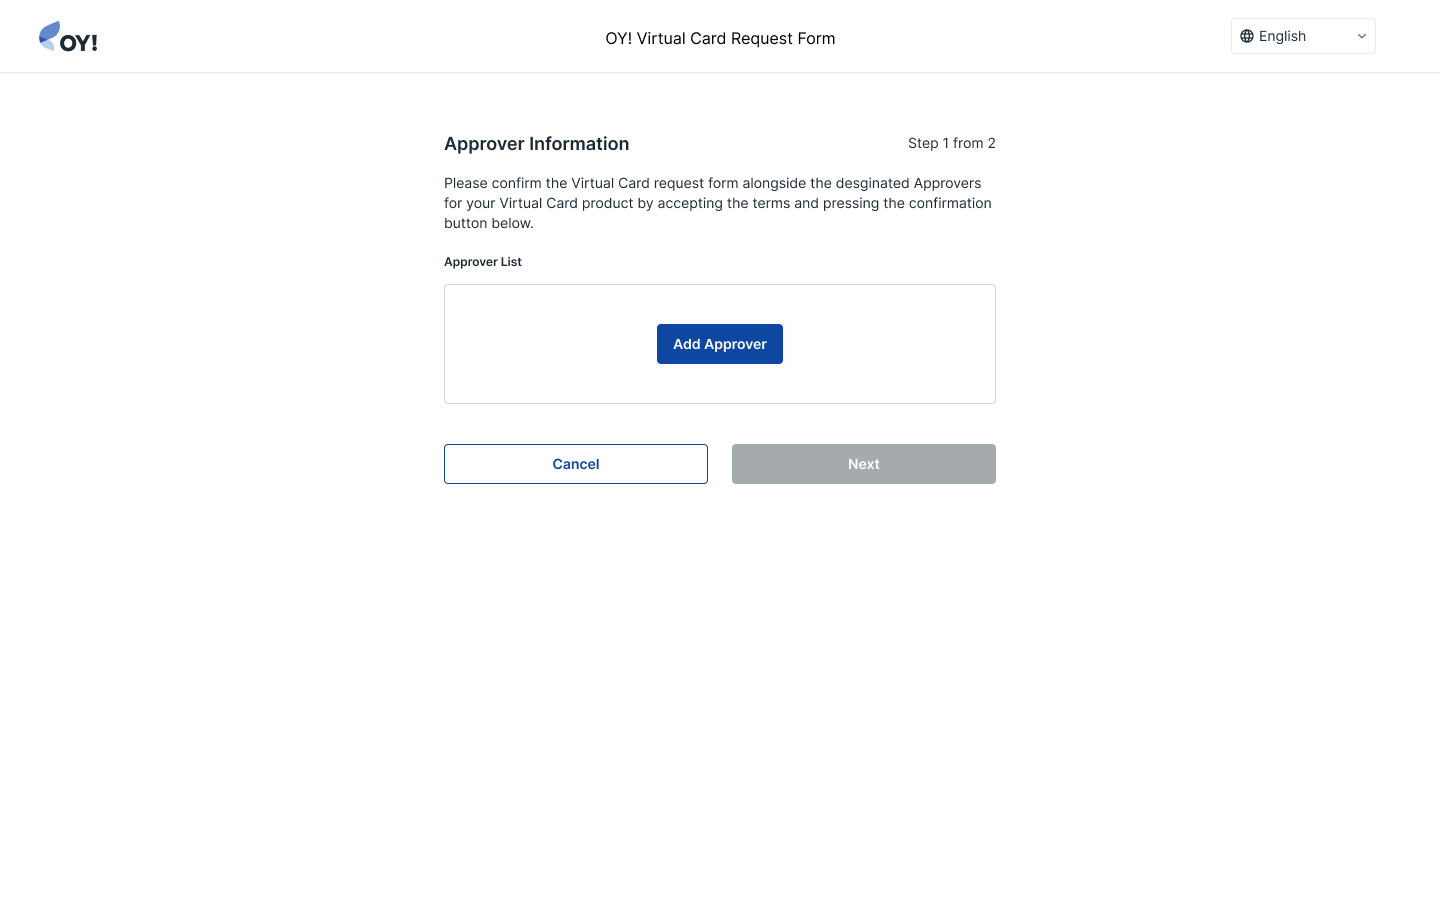 OY!
OY! Virtual Card Request Form
English
Approver Information
Step 1 from 2
Please confirm the Virtual Card request form alongside the desginated Approvers
for your Virtual Card product by accepting the terms and pressing the confirmation
button below.
Approver List
Add Approver
Cancel
Next